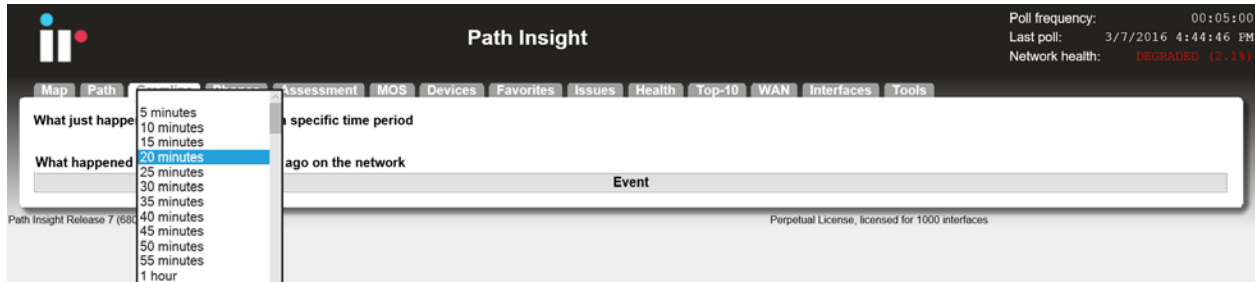 ir
Path Insight
Poll frequency: 00:05:00
Last poll: 3/7/2016 4:44:46 PM
Network health: DEGRADED (2.1%)
Map Path Gremlins Phones Assessment MOS Devices Favorites Issues Health Top-10 WAN Interfaces Tools
What just happe a specific time period
5 minutes
10 minutes
15 minutes
What happened 20 minutes ago on the network
25 minutes
Event
30 minutes
35 minutes
40 minutes
45 minutes
50 minutes
55 minutes
1 hour
Path Insight Release 7 (680 Perpetual License, licensed for 1000 interfaces